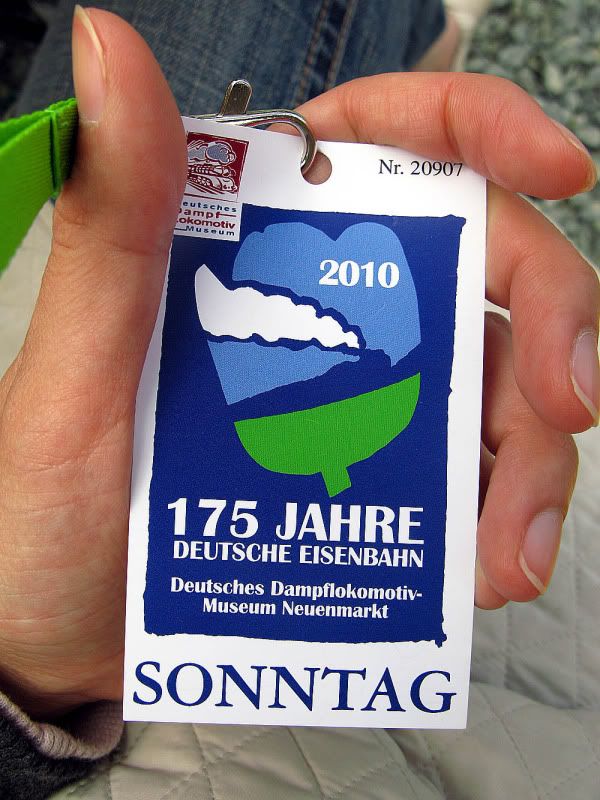 Nr. 20907
Deutsches
Dampf
Lokomotiv
Museum
2010
175 JAHRE
DEUTSCHE EISENBAHN
Deutsches Dampflokomotiv-
Museum Neuenmarkt
SONNTAG